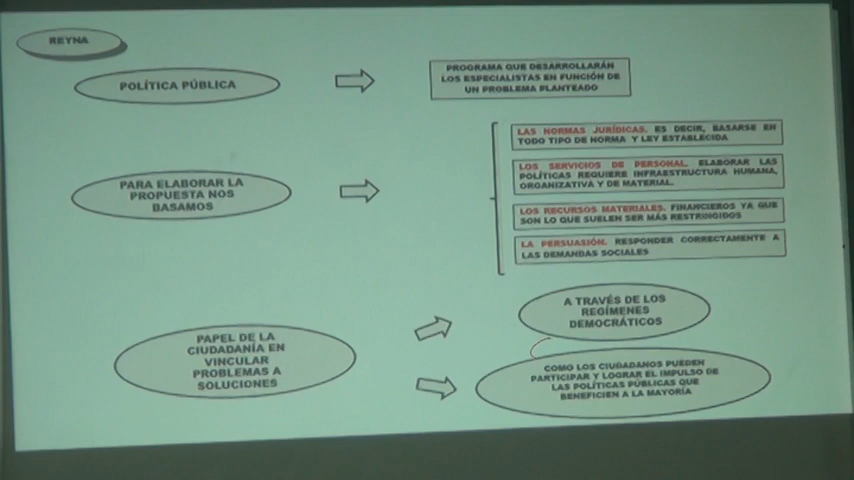 REYNA
POLÍTICA PÚBLICA
PROGRAMA QUE DESARROLLARÁN
LOS ESPECIALISTAS EN FUNCIÓN DE
UN PROBLEMA PLANTEADO
PARA ELABORAR LA
PROPUESTA NOS
BASAMOS
LAS NORMAS JURÍDICAS. ES DECIR, BASARSE EN
TODO TIPO DE NORMA Y LEY ESTABLECIDA
LOS SERVICIOS DE PERSONAL. ELABORAR LAS
POLÍTICAS REQUIERE INFRAESTRUCTURA HUMANA,
ORGANIZATIVA Y DE MATERIAL.
LOS RECURSOS MATERIALES. FINANCIEROS YA QUE
SON LO QUE SUELEN SER MÁS RESTRINGIDOS
LA PERSUASIÓN. RESPONDER CORRECTAMENTE A
LAS DEMANDAS SOCIALES
PAPEL DE LA
CIUDADANÍA EN
VINCULAR
PROBLEMAS A
SOLUCIONES
A TRAVÉS DE LOS
REGÍMENES
DEMOCRÁTICOS
COMO LOS CIUDADANOS PUEDEN
PARTICIPAR Y LOGRAR EL IMPULSO DE
LAS POLÍTICAS PÚBLICAS QUE
BENEFICIEN A LA MAYORÍA